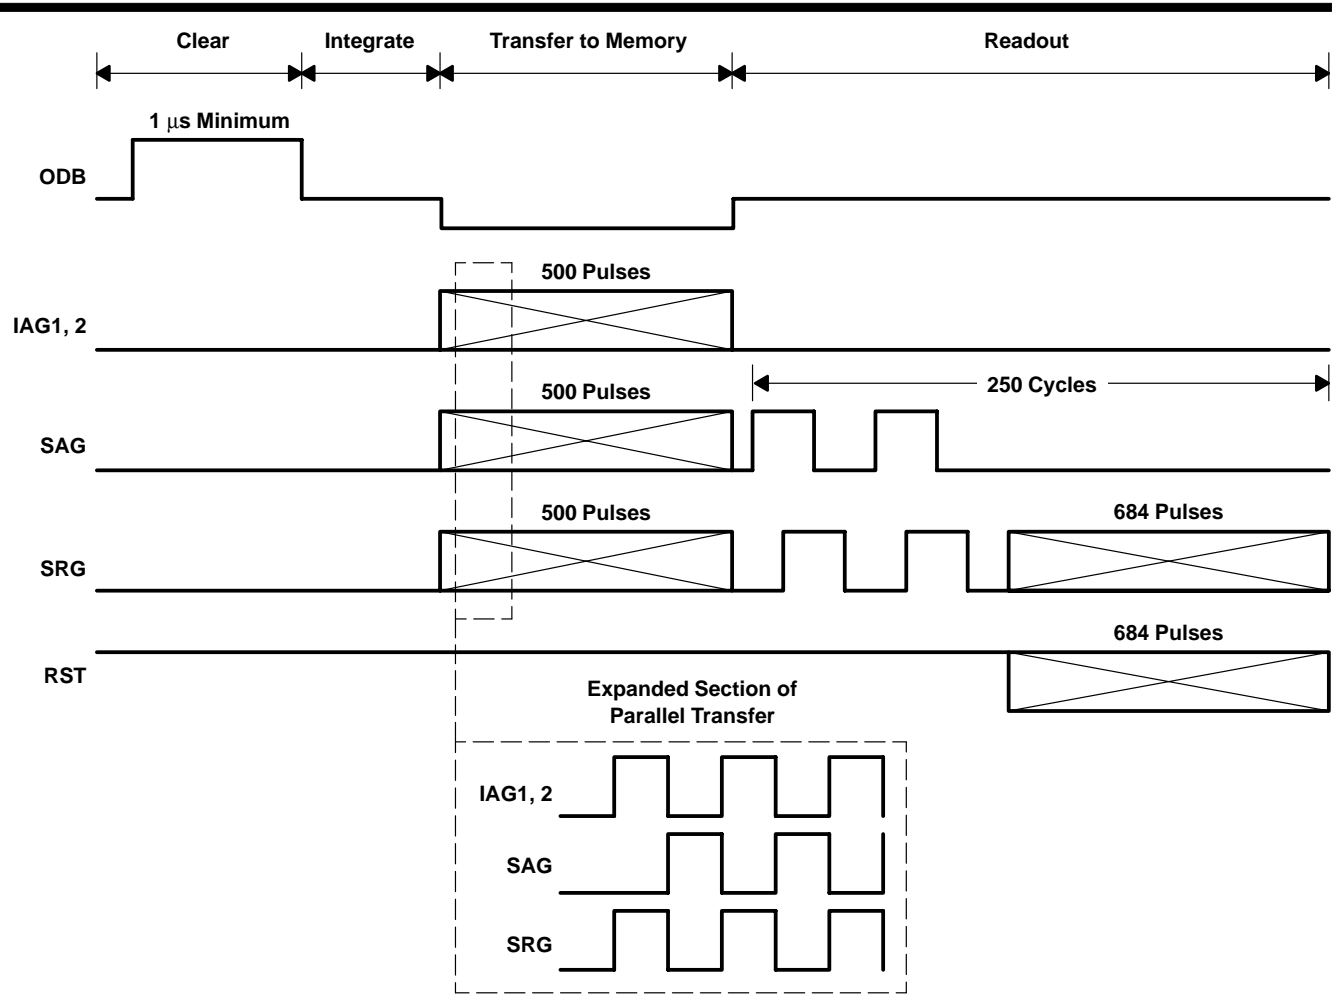 Clear
Integrate
Transfer to Memory
Readout
1 μs Minimum
ODB
500 Pulses
IAG1, 2
250 Cycles
500 Pulses
SAG
500 Pulses
684 Pulses
SRG
684 Pulses
RST
Expanded Section of
Parallel Transfer
IAG1, 2
SAG
SRG